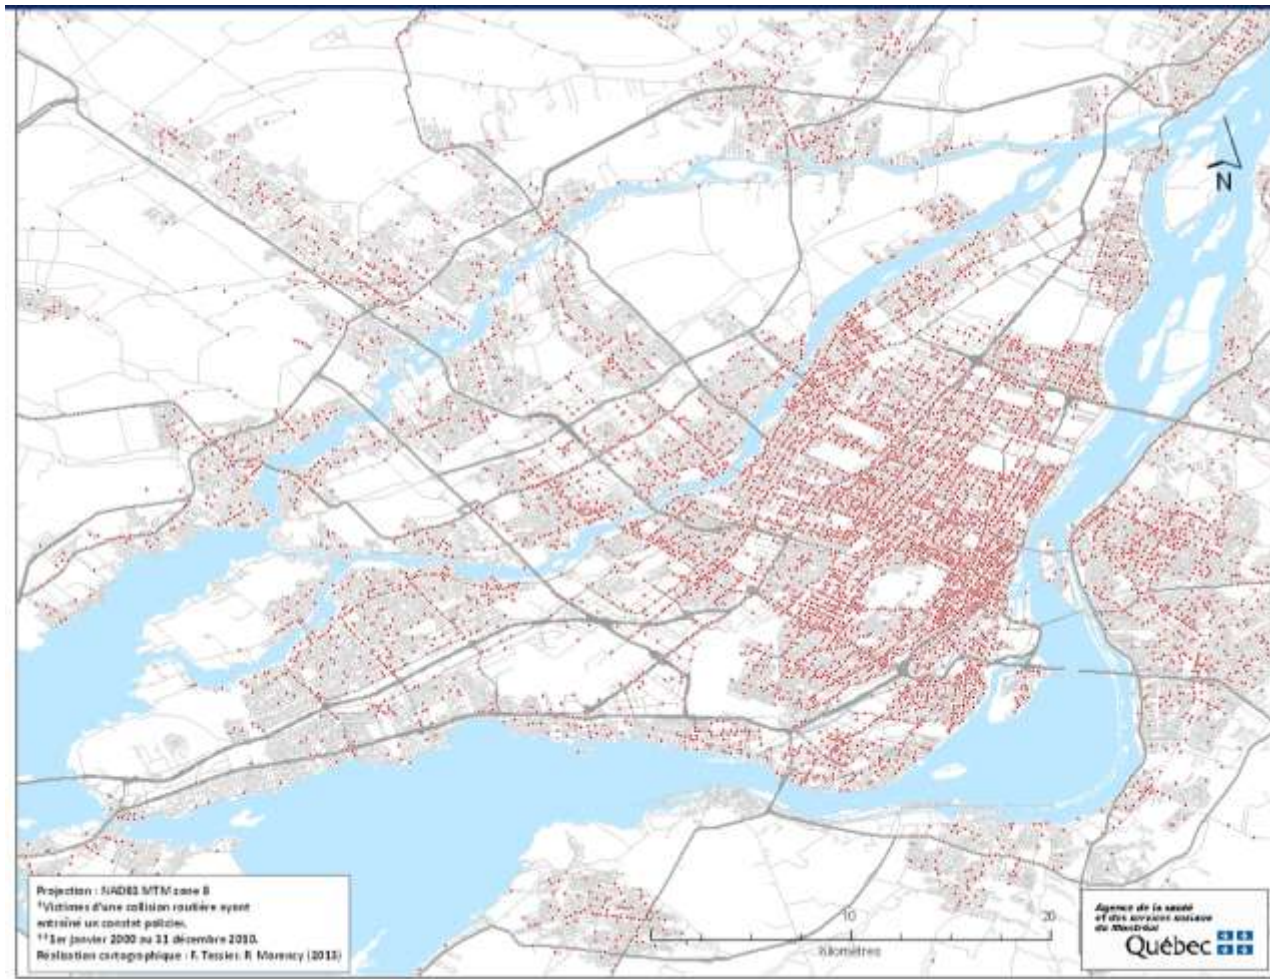 N
Projection : NAD83 MTM zone 8
*Victimes d'une collision routière ayant
entraîné un constat policier.
**1er janvier 2000 au 31 décembre 2010.
Réalisation cartographique : F. Tessier, P. Morency (2013)
0 10 20
Kilomètres
Agence de la santé
et des services sociaux
de Montréal
Québec